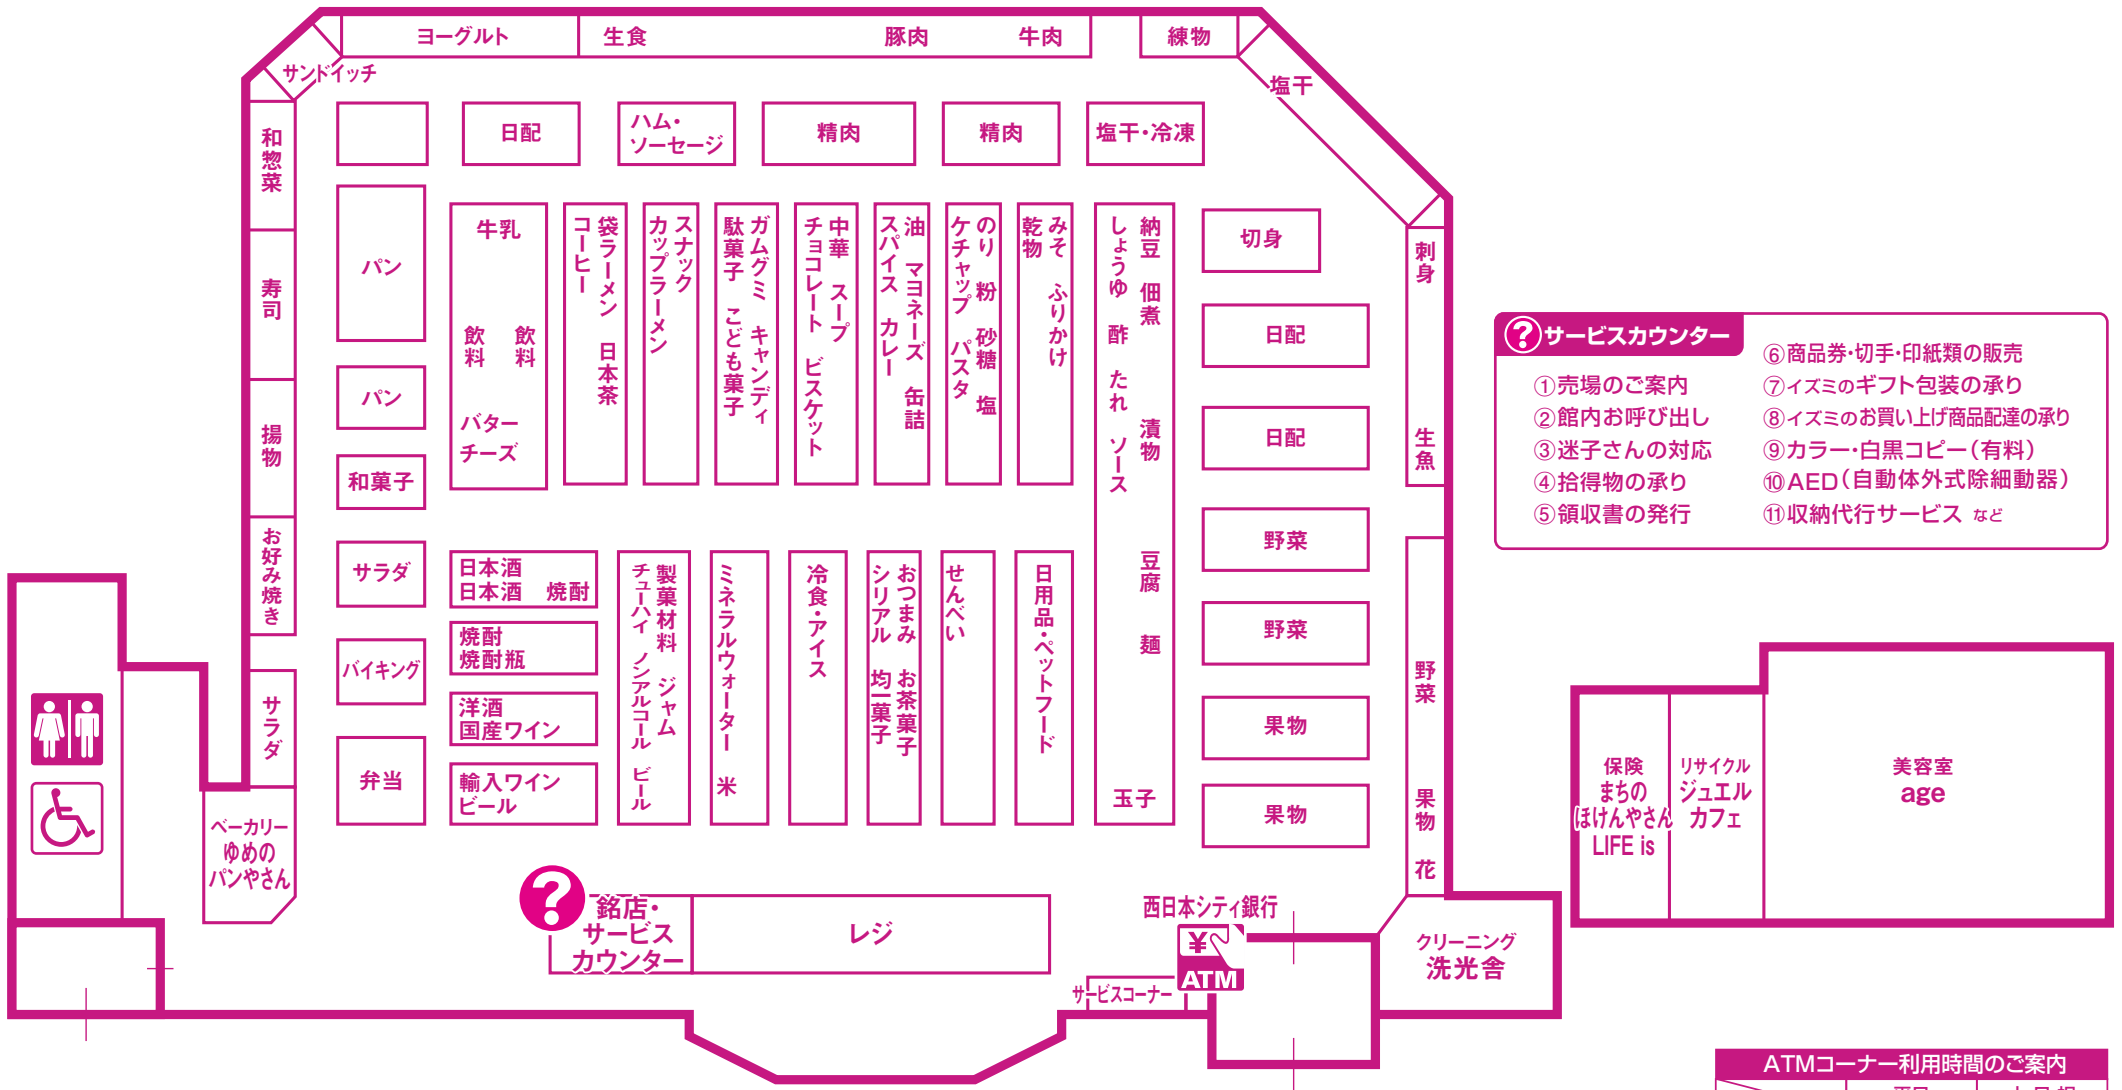 ヨーグルト
生食
豚肉
牛肉
練物
サンドイッチ
塩干
日配
ハム・
ソーセージ
精肉
精肉
塩干・冷凍
和惣菜
寿司
揚物
お好み焼き
サラダ
ベーカリー
ゆめの
パンやさん
パン
パン
和菓子
サラダ
バイキング
弁当
牛乳
飲料
飲料
バター
チーズ
袋ラーメン 日本茶
コーヒー
スナック
カップラーメン
ガムグミ キャンディ
駄菓子 こども菓子
中華 スープ
チョコレート ビスケット
油 マヨネーズ 缶詰
スパイス カレー
のり 粉 砂糖 塩
ケチャップ パスタ
みそ ふりかけ
乾物
納豆 佃煮 漬物 豆腐 麺
しょうゆ 酢 たれ ソース
玉子
切身
日配
日配
野菜
野菜
果物
果物
刺身
生魚
野菜
果物
花
日本酒
日本酒 焼酎
焼酎
焼酎瓶
洋酒
国産ワイン
輸入ワイン
ビール
製菓材料 ジャム
チューハイ ノンアルコール ビール
ミネラルウォーター 米
冷食・アイス
おつまみ お茶菓子
シリアル 均一菓子
せんべい
日用品・ペットフード
?
銘店・
サービス
カウンター
レジ
西日本シティ銀行
¥
ATM
サービスコーナー
クリーニング
洗光舎
?サービスカウンター
①売場のご案内
②館内お呼び出し
③迷子さんの対応
④拾得物の承り
⑤領収書の発行
⑥商品券・切手・印紙類の販売
⑦イズミのギフト包装の承り
⑧イズミのお買い上げ商品配達の承り
⑨カラー・白黒コピー(有料)
⑩AED(自動体外式除細動器)
⑪収納代行サービス など
保険
まちの
ほけんやさん
LIFE is
リサイクル
ジュエル
カフェ
美容室
age
ATMコーナー利用時間のご案内